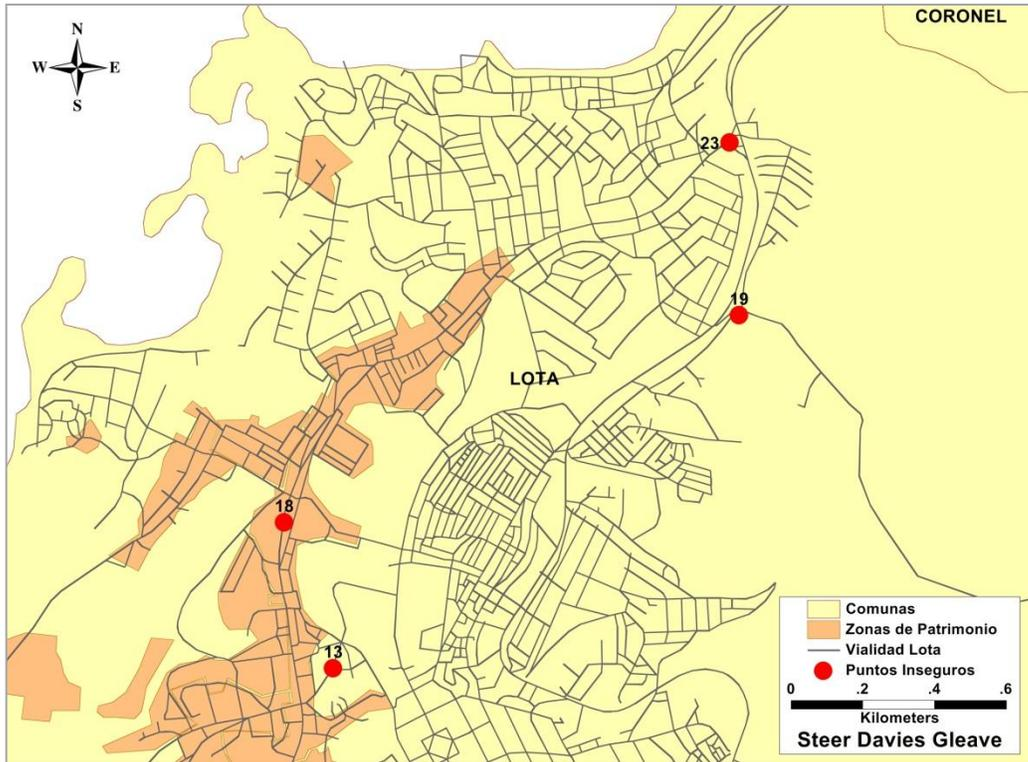 CORONEL
N
W E
S
23
19
LOTA
18
13
Comunas
Zonas de Patrimonio
Vialidad Lota
Puntos Inseguros
0 .2 .4 .6
Kilometers
Steer Davies Gleave